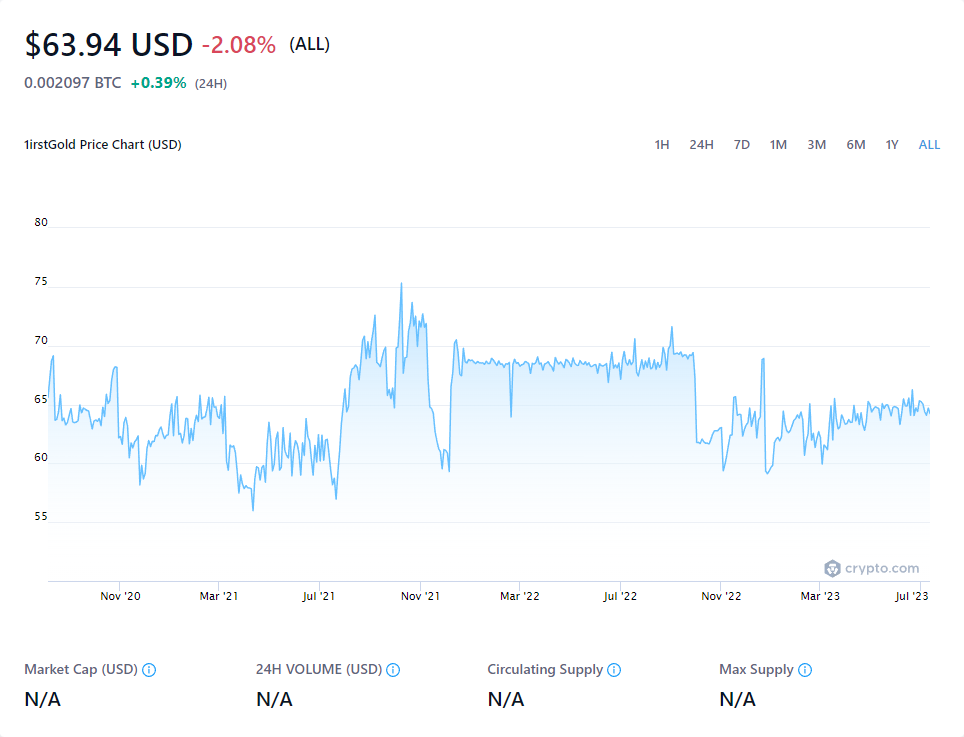 $63.94 USD -2.08% (ALL)
0.002097 BTC +0.39% (24H)
1irstGold Price Chart (USD) 1H 24H 7D 1M 3M 6M 1Y ALL
80
75
70
65
60
55
crypto.com
Nov '20 Mar '21 Jul '21 Nov '21 Mar '22 Jul '22 Nov '22 Mar '23 Jul '23
Market Cap (USD) 24H VOLUME (USD) Circulating Supply Max Supply
N/A N/A N/A N/A